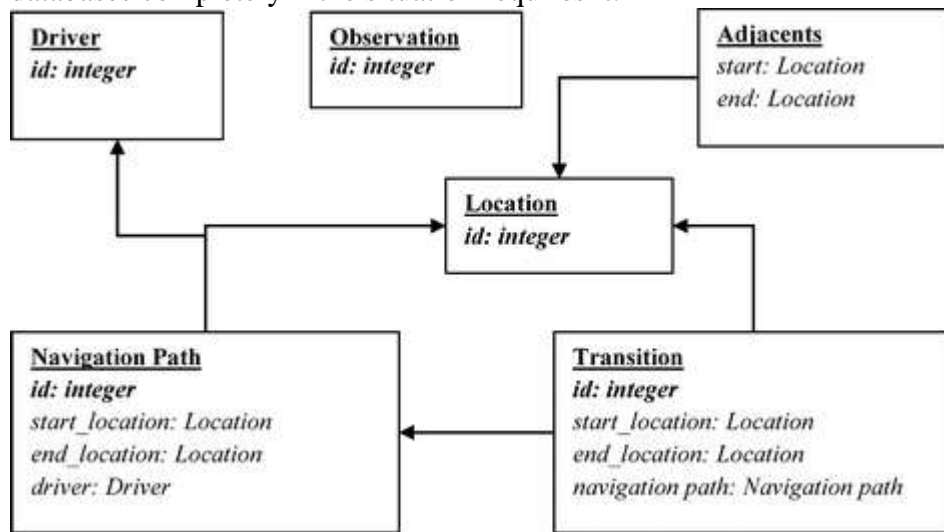 Driver
id: integer
Observation
id: integer
Adjacents
start: Location
end: Location
Location
id: integer
Navigation Path
id: integer
start_location: Location
end_location: Location
driver: Driver
Transition
id: integer
start_location: Location
end_location: Location
navigation path: Navigation path